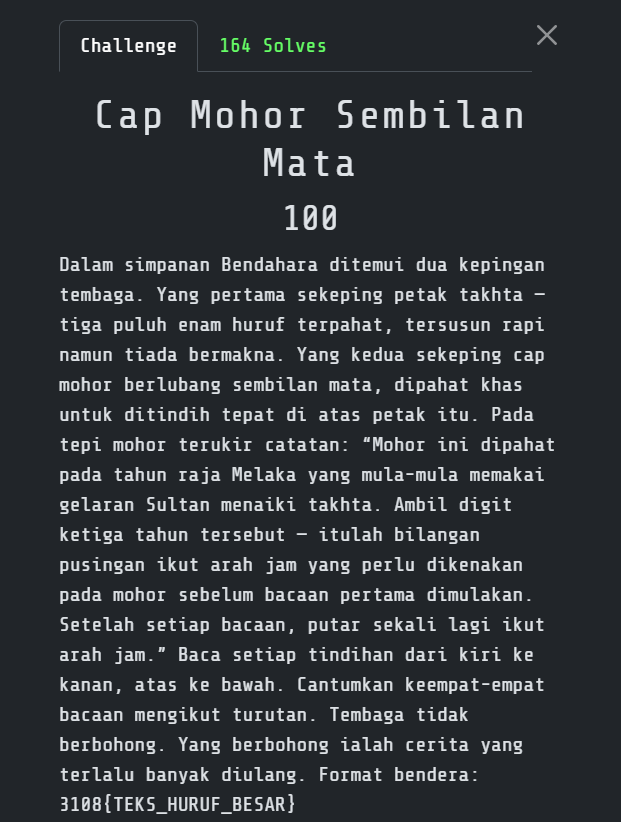 Challenge
164 Solves
Cap Mohor Sembilan
Mata
100
Dalam simpanan Bendahara ditemui dua kepingan
tembaga. Yang pertama sekeping petak takhta —
tiga puluh enam huruf terpahat, tersusun rapi
namun tiada bermakna. Yang kedua sekeping cap
mohor berlubang sembilan mata, dipahat khas
untuk ditindih tepat di atas petak itu. Pada
tepi mohor terukir catatan: “Mohor ini dipahat
pada tahun raja Melaka yang mula-mula memakai
gelaran Sultan menaiki takhta. Ambil digit
ketiga tahun tersebut — itulah bilangan
pusingan ikut arah jam yang perlu dikenakan
pada mohor sebelum bacaan pertama dimulakan.
Setelah setiap bacaan, putar sekali lagi ikut
arah jam.” Baca setiap tindihan dari kiri ke
kanan, atas ke bawah. Cantumkan keempat-empat
bacaan mengikut turutan. Tembaga tidak
berbohong. Yang berbohong ialah cerita yang
terlalu banyak diulang. Format bendera:
3108{TEKS_HURUF_BESAR}